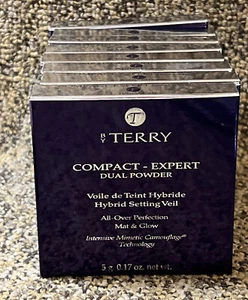 T
BY TERRY
COMPACT - EXPERT
DUAL POWDER
Voile de Teint Hybride
Hybrid Setting Veil
All-Over Perfection
Mat & Glow
Intensive Mimetic Camouflage®
Technology
5 g 0.17 oz. net wt.